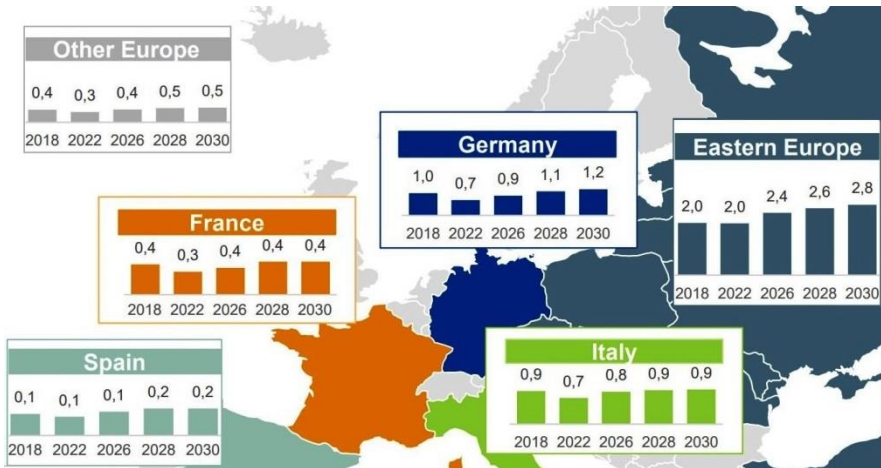 Other Europe
0,4 0,3 0,4 0,5 0,5
2018 2022 2026 2028 2030
Germany
1,0 0,7 0,9 1,1 1,2
2018 2022 2026 2028 2030
Eastern Europe
2,0 2,0 2,4 2,6 2,8
2018 2022 2026 2028 2030
France
0,4 0,3 0,4 0,4 0,4
2018 2022 2026 2028 2030
Spain
0,1 0,1 0,1 0,2 0,2
2018 2022 2026 2028 2030
Italy
0,9 0,7 0,8 0,9 0,9
2018 2022 2026 2028 2030